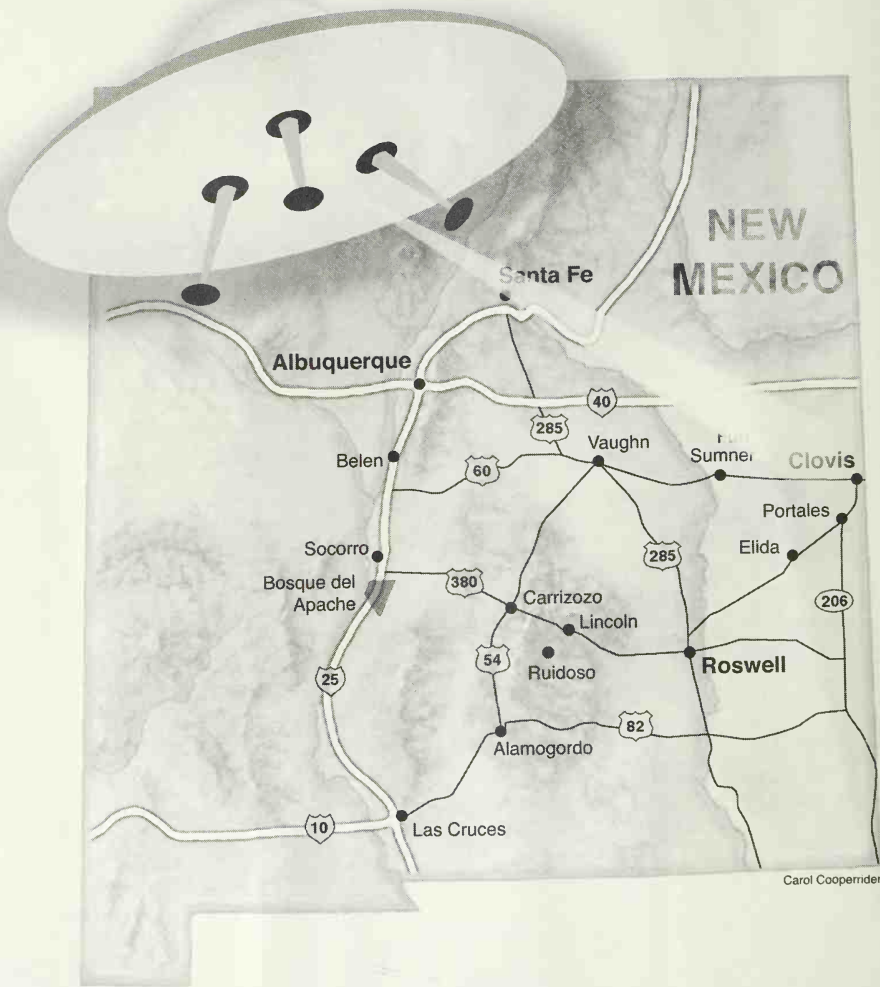 NEW
MEXICO
Santa Fe
Albuquerque
40
285
Vaughn
Sumner
Clovis
Belen
60
Portales
Socorro
Elida
285
Bosque del
Apache
380
Carrizozo
206
Lincoln
54
Ruidoso
Roswell
25
82
Alamogordo
10
Las Cruces
Carol Cooperrider